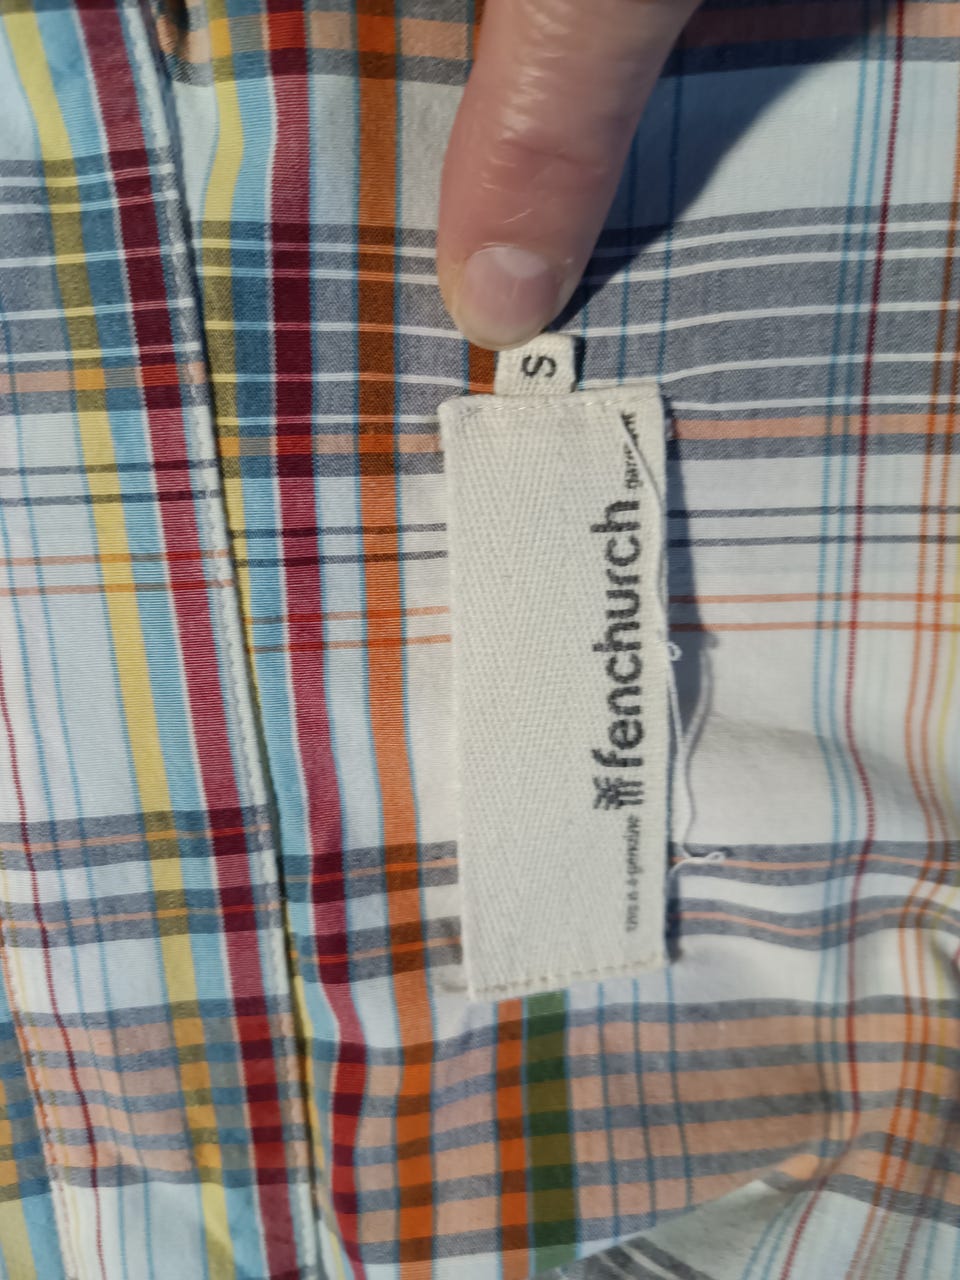 S
fenchurch
this is a genuine garment